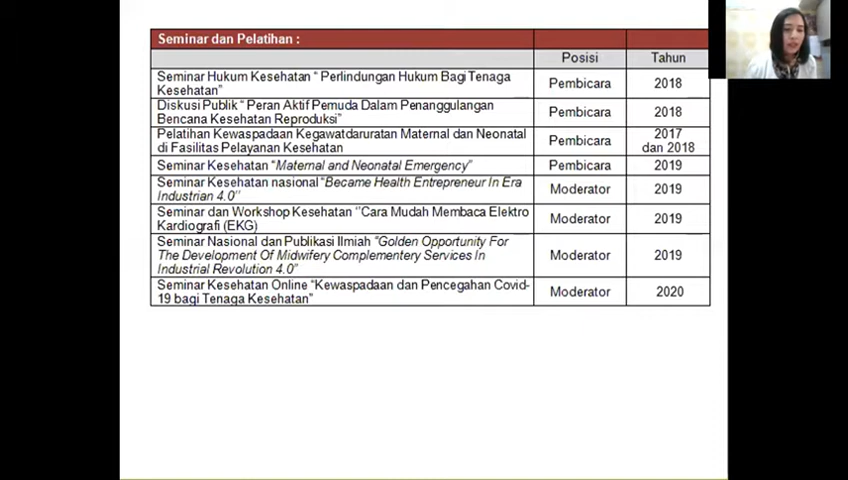 Seminar dan Pelatihan :
Posisi Tahun
Seminar Hukum Kesehatan “ Perlindungan Hukum Bagi Tenaga
Kesehatan” Pembicara 2018
Diskusi Publik “ Peran Aktif Pemuda Dalam Penanggulangan
Bencana Kesehatan Reproduksi” Pembicara 2018
Pelatihan Kewaspadaan Kegawatdaruratan Maternal dan Neonatal
di Fasilitas Pelayanan Kesehatan Pembicara 2017
dan 2018
Seminar Kesehatan “Maternal and Neonatal Emergency” Pembicara 2019
Seminar Kesehatan nasional “Became Health Entrepreneur In Era
Industrian 4.0’’ Moderator 2019
Seminar dan Workshop Kesehatan ‘’Cara Mudah Membaca Elektro
Kardiografi (EKG) Moderator 2019
Seminar Nasional dan Publikasi Ilmiah “Golden Opportunity For
The Development Of Midwifery Complementery Services In
Industrial Revolution 4.0” Moderator 2019
Seminar Kesehatan Online “Kewaspadaan dan Pencegahan Covid-
19 bagi Tenaga Kesehatan” Moderator 2020